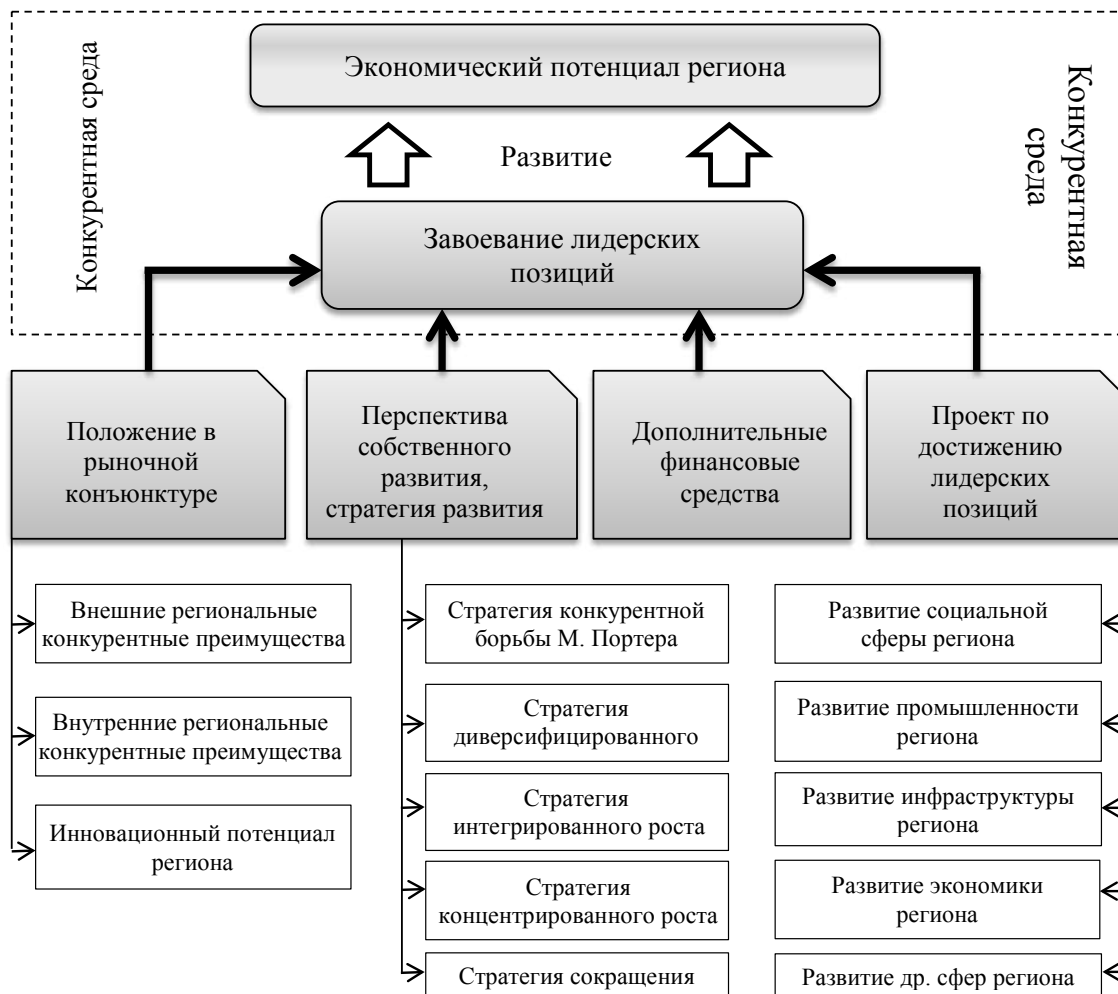 Экономический потенциал региона
Конкурентная среда
Конкурентная
среда
Развитие
Завоевание лидерских
позиций
Положение в
рыночной
конъюнктуре
Перспектива
собственного
развития,
стратегия развития
Дополнительные
финансовые
средства
Проект по
достижению
лидерских
позиций
Внешние региональные
конкурентные преимущества
Внутренние региональные
конкурентные преимущества
Инновационный потенциал
региона
Стратегия конкурентной
борьбы М. Портера
Стратегия
диверсифицированного
Стратегия
интегрированного роста
Стратегия
концентрированного роста
Стратегия сокращения
Развитие социальной
сферы региона
Развитие промышленности
региона
Развитие инфраструктуры
региона
Развитие экономики
региона
Развитие др. сфер региона